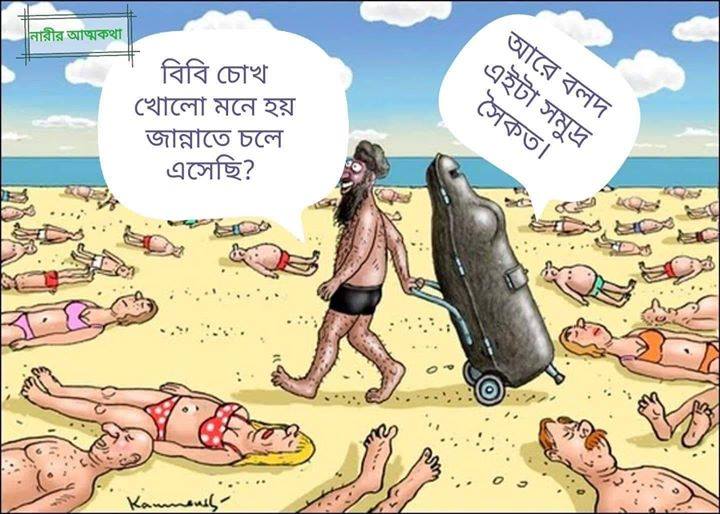 নারীর আত্মকথা
বিবি চোখ
খোলো মনে হয়
জান্নাতে চলে
এসেছি?
আরে বলদ
এইটা সমুদ্র
সৈকত।